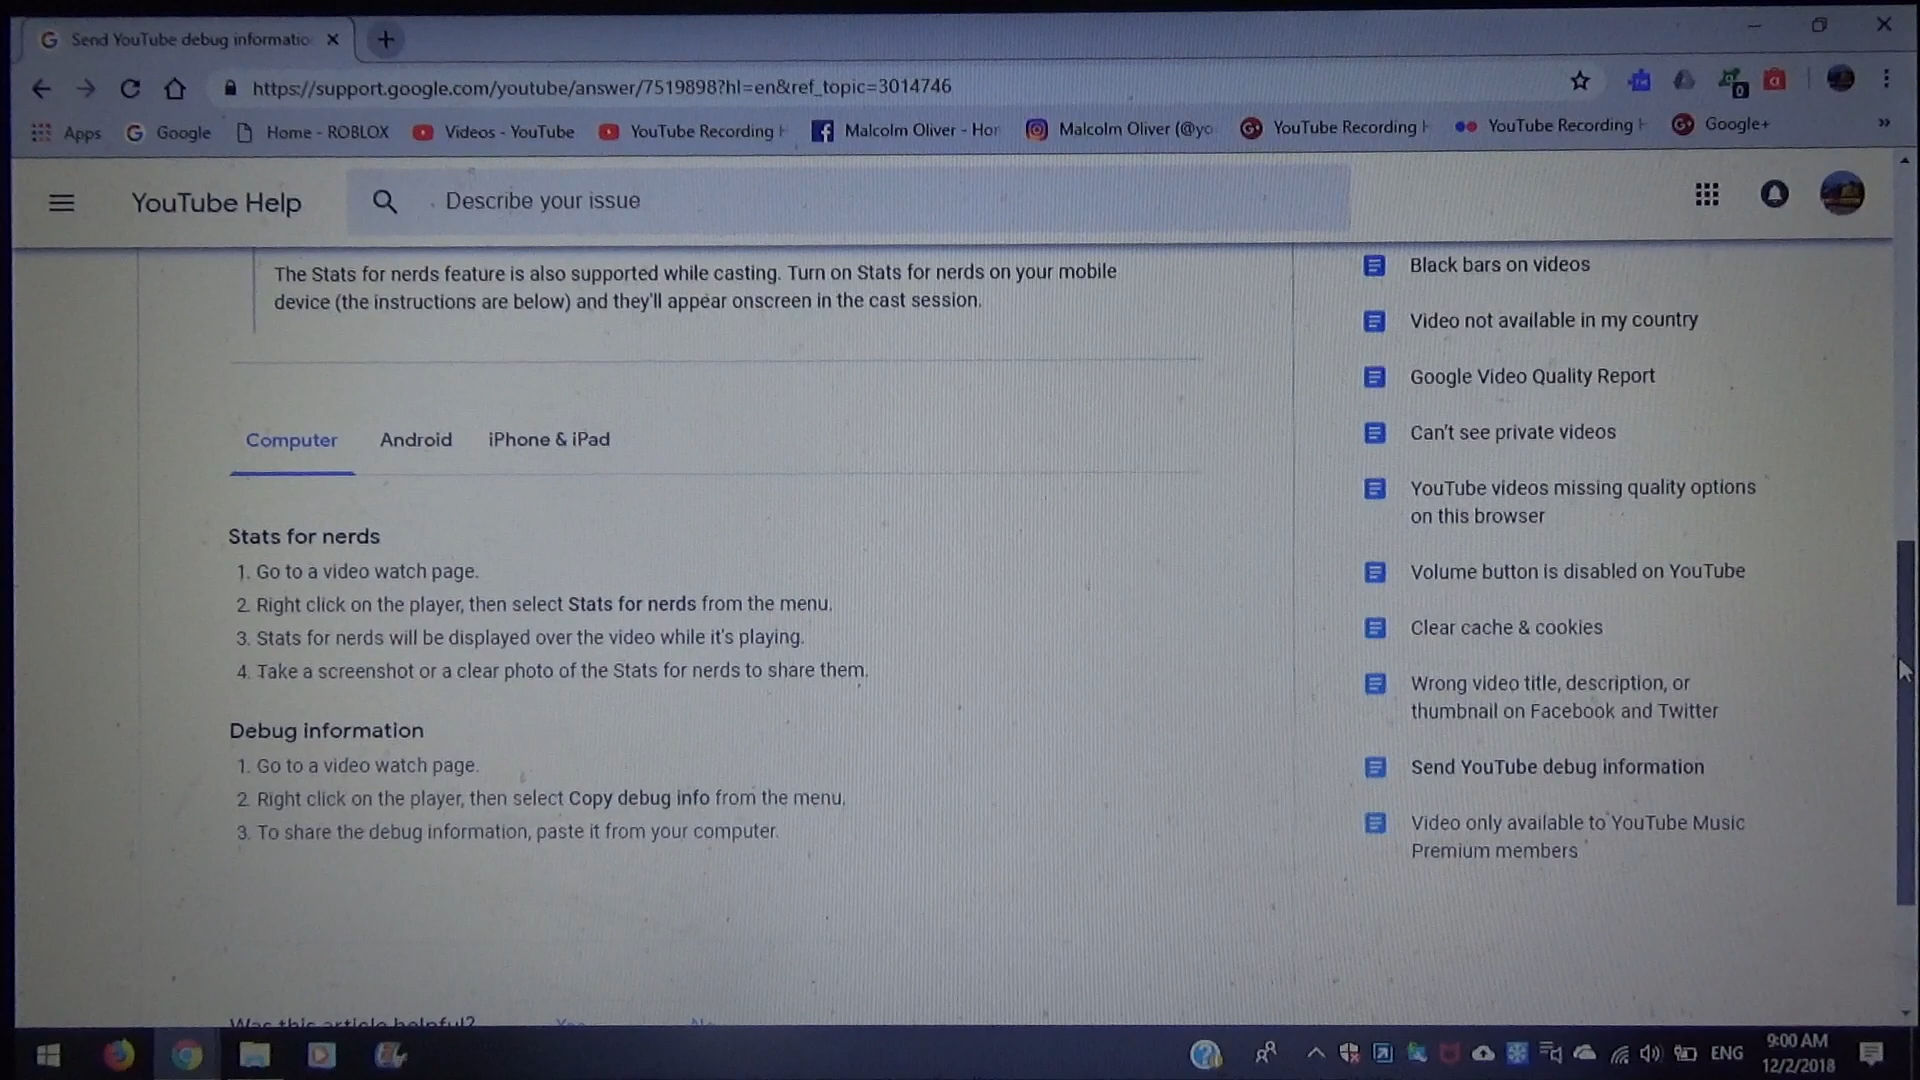 Send YouTube debug informatio
https://support.google.com/youtube/answer/7519898?hl=en&ref_topic=3014746
0
Apps
Google
Home - ROBLOX
Videos - YouTube
YouTube Recording
Malcolm Oliver - Hor
Malcolm Oliver (@yo
YouTube Recording
YouTube Recording
Google+
YouTube Help
Describe your issue
The Stats for nerds feature is also supported while casting. Turn on Stats for nerds on your mobile
device (the instructions are below) and they'll appear onscreen in the cast session.
Computer
Android
iPhone & iPad
Stats for nerds
1. Go to a video watch page.
2. Right click on the player, then select Stats for nerds from the menu.
3. Stats for nerds will be displayed over the video while it's playing.
4. Take a screenshot or a clear photo of the Stats for nerds to share them.
Debug information
1. Go to a video watch page.
2. Right click on the player, then select Copy debug info from the menu.
3. To share the debug information, paste it from your computer.
Was this article helpful?
Yes
No
Black bars on videos
Video not available in my country
Google Video Quality Report
Can't see private videos
YouTube videos missing quality options
on this browser
Volume button is disabled on YouTube
Clear cache & cookies
Wrong video title, description, or
thumbnail on Facebook and Twitter
Send YouTube debug information
Video only available to YouTube Music
Premium members
ENG
9:00 AM
12/2/2018